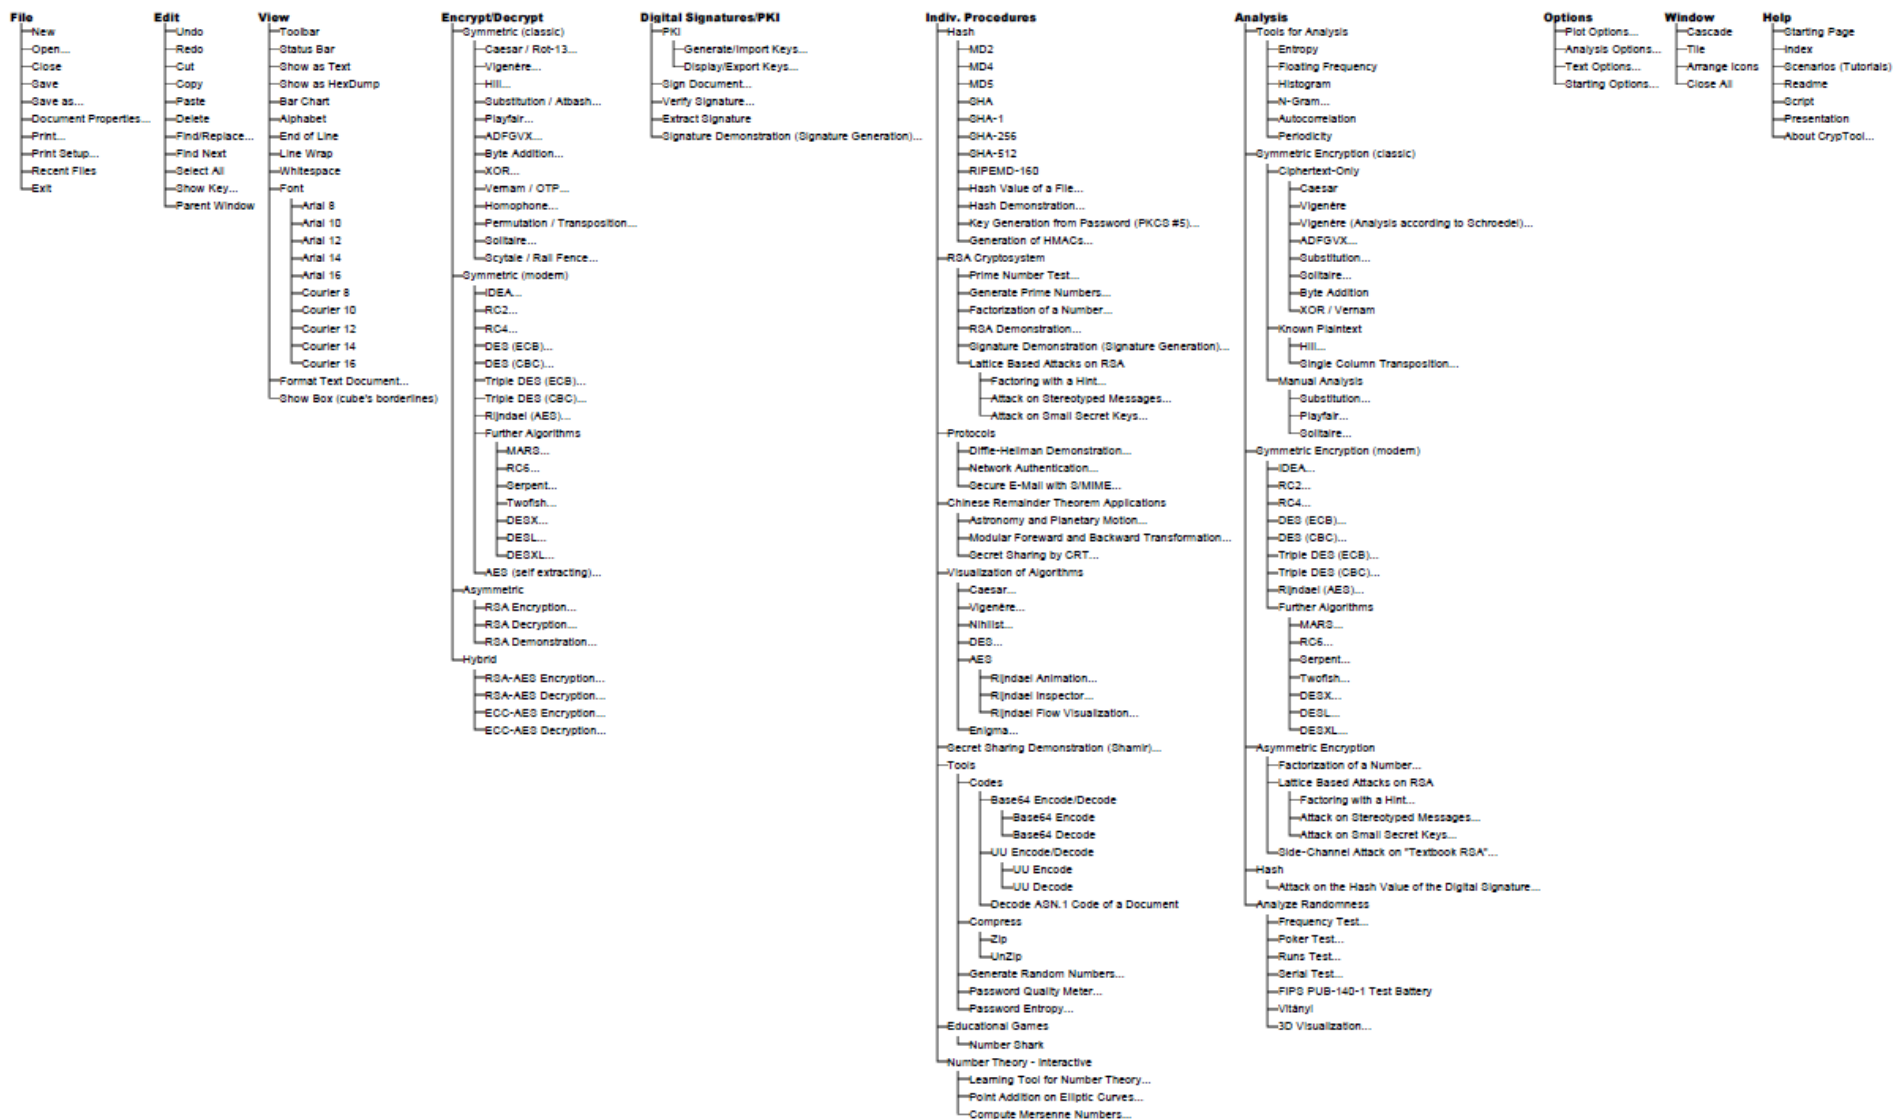 File
New
Open...
Close
Save
Save as...
Document Properties...
Print...
Print Setup...
Recent Files
Exit
Edit
Undo
Redo
Cut
Copy
Paste
Delete
Find/Replace...
Find Next
Select All
Show Key...
Parent Window
View
Toolbar
Status Bar
Show as Text
Show as HexDump
Bar Chart
Alphabet
End of Line
Line Wrap
Whitespace
Font
Arial 8
Arial 10
Arial 12
Arial 14
Arial 16
Courier 8
Courier 10
Courier 12
Courier 14
Courier 16
Format Text Document...
Show Box (cube's borderlines)
Encrypt/Decrypt
Symmetric (classic)
Caesar / Rot-13...
Vigenère...
Hill...
Substitution / Atbash...
Playfair...
ADFGVX...
Byte Addition...
XOR...
Vernam / OTP...
Homophone...
Permutation / Transposition...
Solitaire...
Scytale / Rail Fence...
Symmetric (modern)
IDEA...
RC2...
RC4...
DES (ECB)...
DES (CBC)...
Triple DES (ECB)...
Triple DES (CBC)...
Rijndael (AES)...
Further Algorithms
MARS...
RC6...
Serpent...
Twofish...
DESX...
DESL...
DESXL...
AES (self extracting)...
Asymmetric
RSA Encryption...
RSA Decryption...
RSA Demonstration...
Hybrid
RSA-AES Encryption...
RSA-AES Decryption...
ECC-AES Encryption...
ECC-AES Decryption...
Digital Signatures/PKI
PKI
Generate/Import Keys...
Display/Export Keys...
Sign Document...
Verify Signature...
Extract Signature
Signature Demonstration (Signature Generation)...
Indiv. Procedures
Hash
MD2
MD4
MD5
SHA
SHA-1
SHA-256
SHA-512
RIPEMD-160
Hash Value of a File...
Hash Demonstration...
Key Generation from Password (PKCS #5)...
Generation of HMACs...
RSA Cryptosystem
Prime Number Test...
Generate Prime Numbers...
Factorization of a Number...
RSA Demonstration...
Signature Demonstration (Signature Generation)...
Lattice Based Attacks on RSA
Factoring with a Hint...
Attack on Stereotyped Messages...
Attack on Small Secret Keys...
Protocols
Diffie-Hellman Demonstration...
Network Authentication...
Secure E-Mail with S/MIME...
Chinese Remainder Theorem Applications
Astronomy and Planetary Motion...
Modular Foreward and Backward Transformation...
Secret Sharing by CRT...
Visualization of Algorithms
Caesar...
Vigenère...
Nihilist...
DES...
AES
Rijndael Animation...
Rijndael Inspector...
Rijndael Flow Visualization...
Enigma...
Secret Sharing Demonstration (Shamir)...
Tools
Codes
Base64 Encode/Decode
Base64 Encode
Base64 Decode
UU Encode/Decode
UU Encode
UU Decode
Decode ASN.1 Code of a Document
Compress
Zip
UnZip
Generate Random Numbers...
Password Quality Meter...
Password Entropy...
Educational Games
Number Shark
Number Theory - Interactive
Learning Tool for Number Theory...
Point Addition on Elliptic Curves...
Compute Mersenne Numbers...
Analysis
Tools for Analysis
Entropy
Floating Frequency
Histogram
N-Gram...
Autocorrelation
Periodicity
Symmetric Encryption (classic)
Ciphertext-Only
Caesar
Vigenère
Vigenère (Analysis according to Schroedel)...
ADFGVX...
Substitution...
Solitaire...
Byte Addition
XOR / Vernam
Known Plaintext
Hill...
Single Column Transposition...
Manual Analysis
Substitution...
Playfair...
Solitaire...
Symmetric Encryption (modern)
IDEA...
RC2...
RC4...
DES (ECB)...
DES (CBC)...
Triple DES (ECB)...
Triple DES (CBC)...
Rijndael (AES)...
Further Algorithms
MARS...
RC6...
Serpent...
Twofish...
DESX...
DESL...
DESXL...
Asymmetric Encryption
Factorization of a Number...
Lattice Based Attacks on RSA
Factoring with a Hint...
Attack on Stereotyped Messages...
Attack on Small Secret Keys...
Side-Channel Attack on "Textbook RSA"...
Hash
Attack on the Hash Value of the Digital Signature...
Analyze Randomness
Frequency Test...
Poker Test...
Runs Test...
Serial Test...
FIPS PUB-140-1 Test Battery
Vitányi
3D Visualization...
Options
Plot Options...
Analysis Options...
Text Options...
Starting Options...
Window
Cascade
Tile
Arrange Icons
Close All
Help
Starting Page
Index
Scenarios (Tutorials)
Readme
Script
Presentation
About CrypTool...